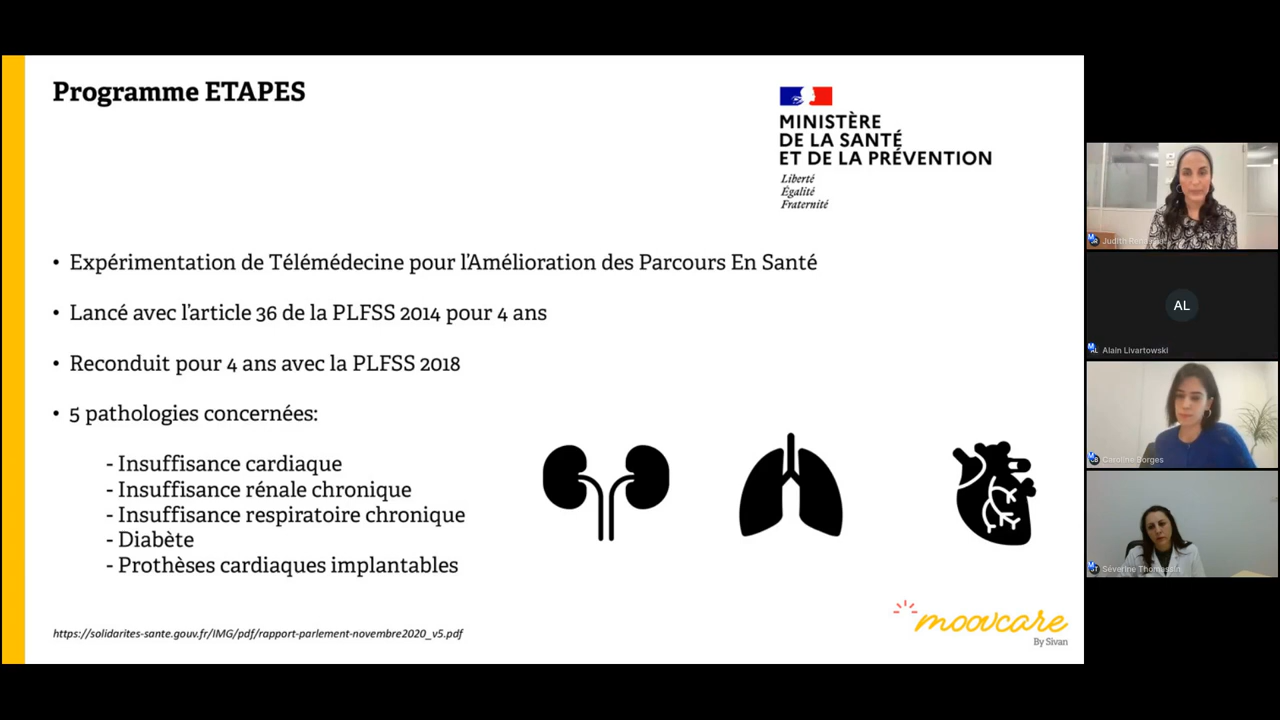 Programme ETAPES
MINISTÈRE
DE LA SANTÉ
ET DE LA PRÉVENTION
Liberté
Égalité
Fraternité
• Expérimentation de Télémédecine pour l'Amélioration des Parcours En Santé
• Lancé avec l'article 36 de la PLFSS 2014 pour 4 ans
• Reconduit pour 4 ans avec la PLFSS 2018
• 5 pathologies concernées:
- Insuffisance cardiaque
- Insuffisance rénale chronique
- Insuffisance respiratoire chronique
- Diabète
- Prothèses cardiaques implantables
https://solidarites-sante.gouv.fr/IMG/pdf/rapport-parlement-novembre2020_v5.pdf
moovcare
By Sivan
Judith
AL
Alain Livartowski
Caroline Borges
Séverine Thomassin